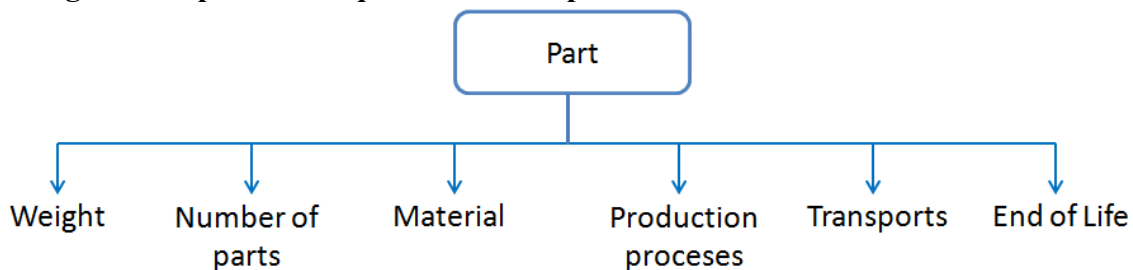 Part
Weight
Number of
parts
Material
Production
proceses
Transports
End of Life